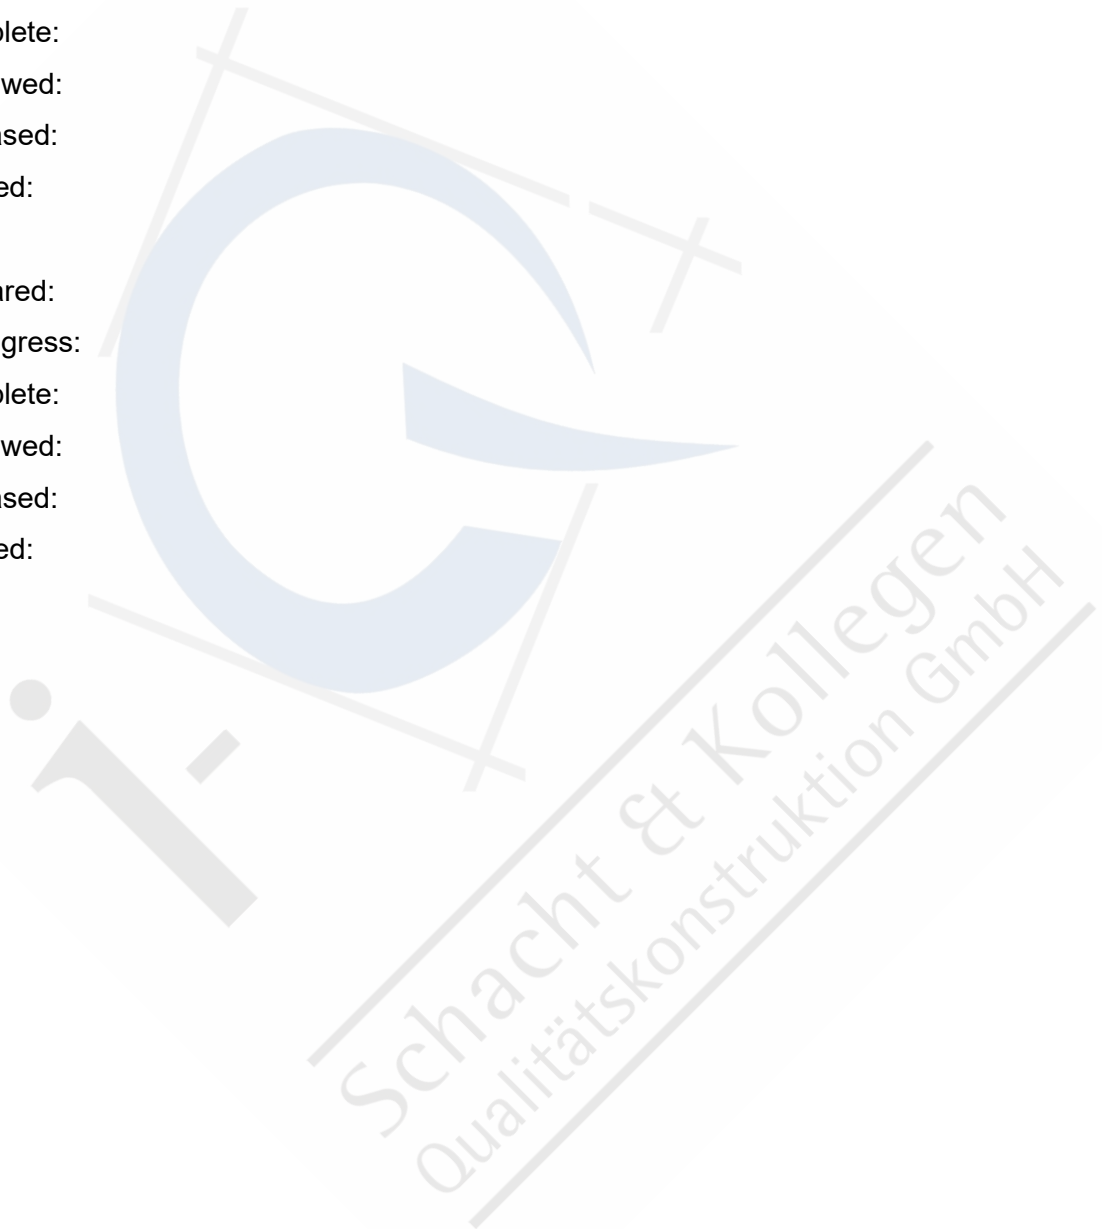 plete:
wed:
ased:
ed:
ared:
gress:
plete:
wed:
ased:
ed:
i-
Schacht & Kollegen
Qualitätskonstruktion GmbH